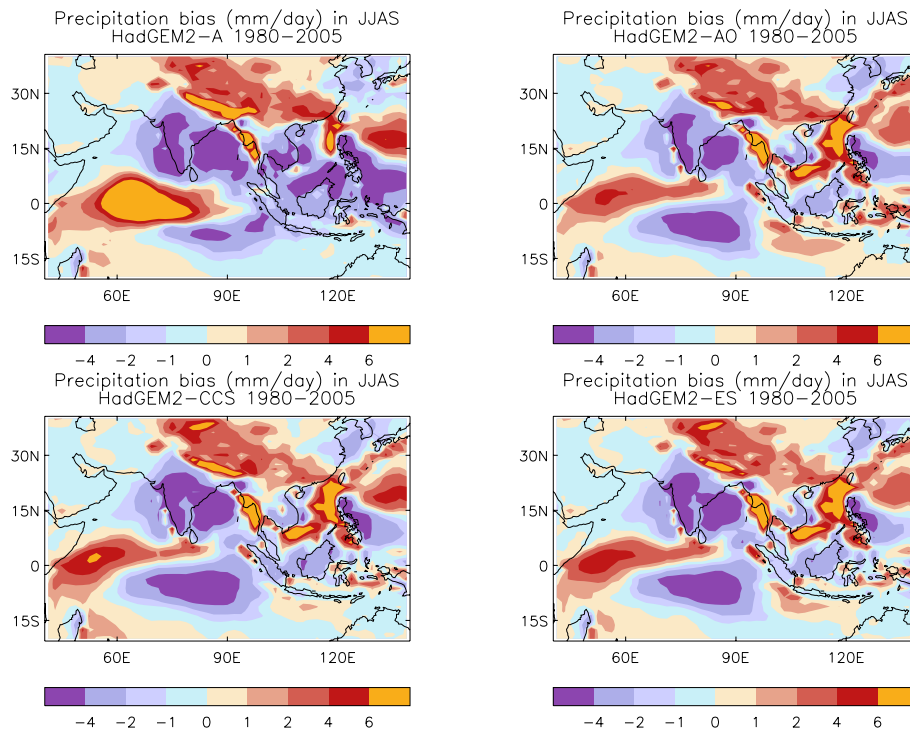 Precipitation bias (mm/day) in JJAS
HadGEM2−A 1980−2005
30N
15N
0
15S
60E 90E 120E
−4 −2 −1 0 1 2 4 6
Precipitation bias (mm/day) in JJAS
HadGEM2−AO 1980−2005
30N
15N
0
15S
60E 90E 120E
−4 −2 −1 0 1 2 4 6
Precipitation bias (mm/day) in JJAS
HadGEM2−CCS 1980−2005
30N
15N
0
15S
60E 90E 120E
−4 −2 −1 0 1 2 4 6
Precipitation bias (mm/day) in JJAS
HadGEM2−ES 1980−2005
30N
15N
0
15S
60E 90E 120E
−4 −2 −1 0 1 2 4 6